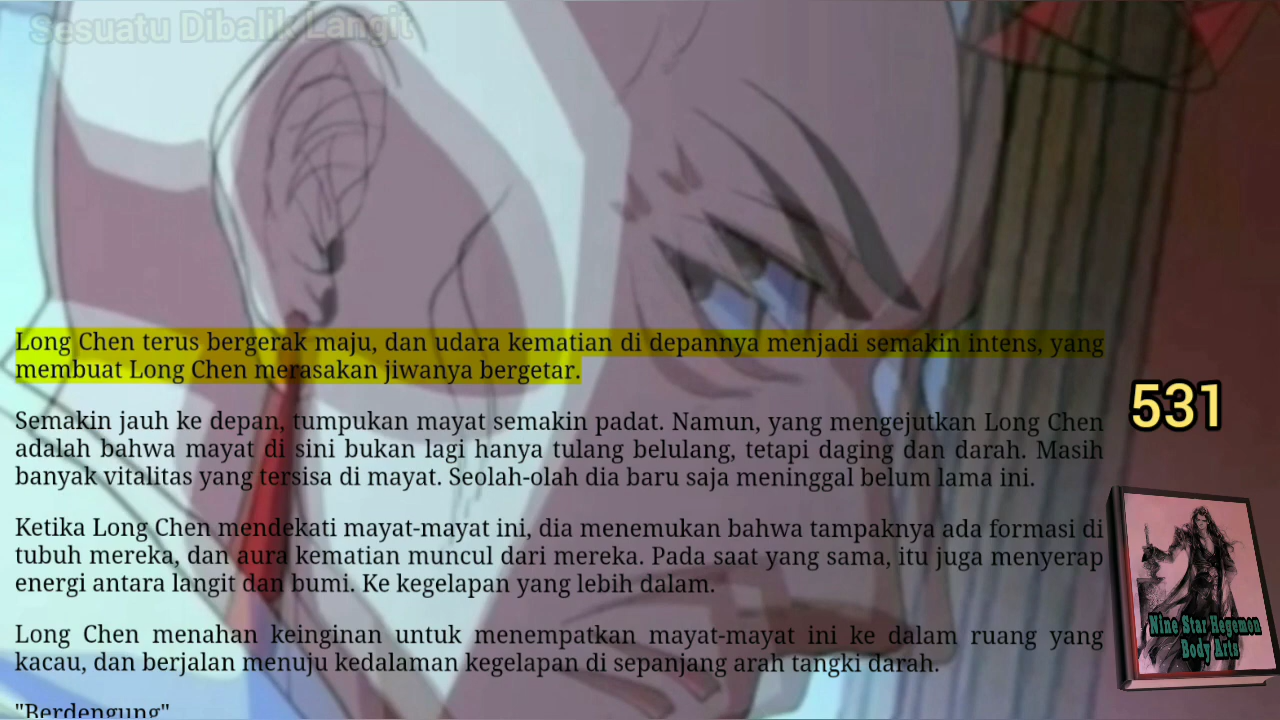 Sesuatu Dibalik Langit
Long Chen terus bergerak maju, dan udara kematian di depannya menjadi semakin intens, yang
membuat Long Chen merasakan jiwanya bergetar.
Semakin jauh ke depan, tumpukan mayat semakin padat. Namun, yang mengejutkan Long Chen
adalah bahwa mayat di sini bukan lagi hanya tulang belulang, tetapi daging dan darah. Masih
banyak vitalitas yang tersisa di mayat. Seolah-olah dia baru saja meninggal belum lama ini.
531
Ketika Long Chen mendekati mayat-mayat ini, dia menemukan bahwa tampaknya ada formasi di
tubuh mereka, dan aura kematian muncul dari mereka. Pada saat yang sama, itu juga menyerap
energi antara langit dan bumi. Ke kegelapan yang lebih dalam.
Long Chen menahan keinginan untuk menempatkan mayat-mayat ini ke dalam ruang yang
kacau, dan berjalan menuju kedalaman kegelapan di sepanjang arah tangki darah.
"Berdengung"
Nine Star Hegemon
Body Arts